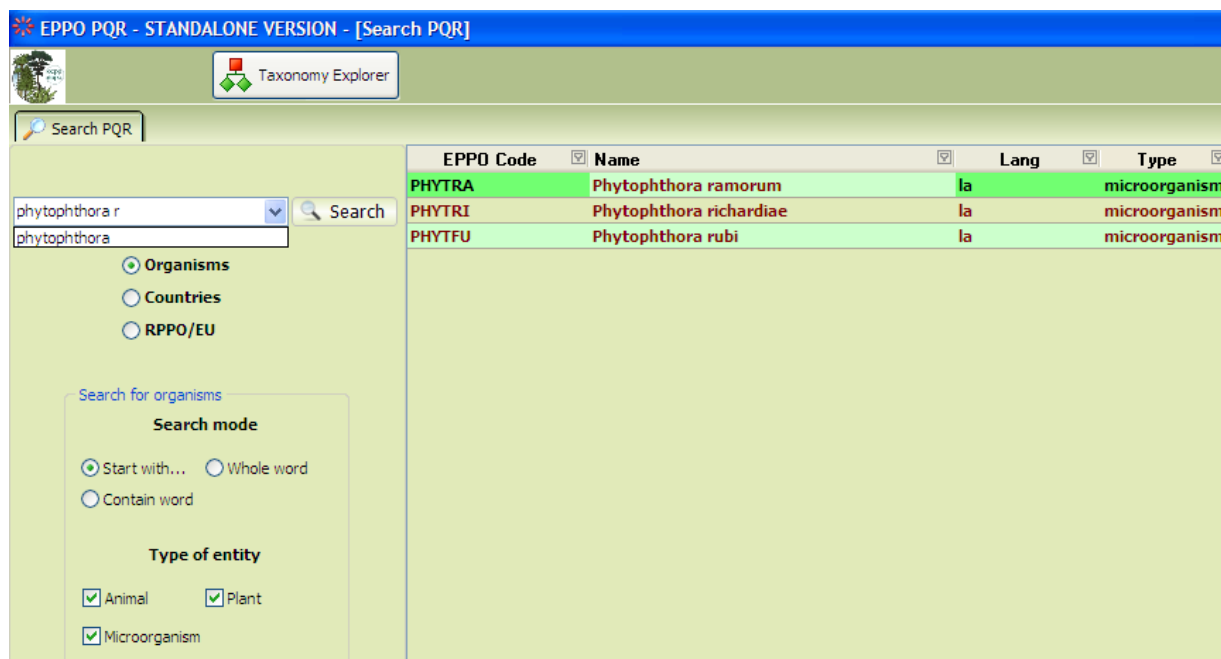 EPPO PQR - STANDALONE VERSION - [Search PQR]
Taxonomy Explorer
Search PQR
EPPO Code Name Lang Type
PHYTRA Phytophthora ramorum la microorganism
phytophthora r Search PHYTRI Phytophthora richardiae la microorganism
phytophthora PHYTFU Phytophthora rubi la microorganism
Organisms
Countries
RPPO/EU
Search for organisms
Search mode
Start with... Whole word
Contain word
Type of entity
Animal Plant
Microorganism